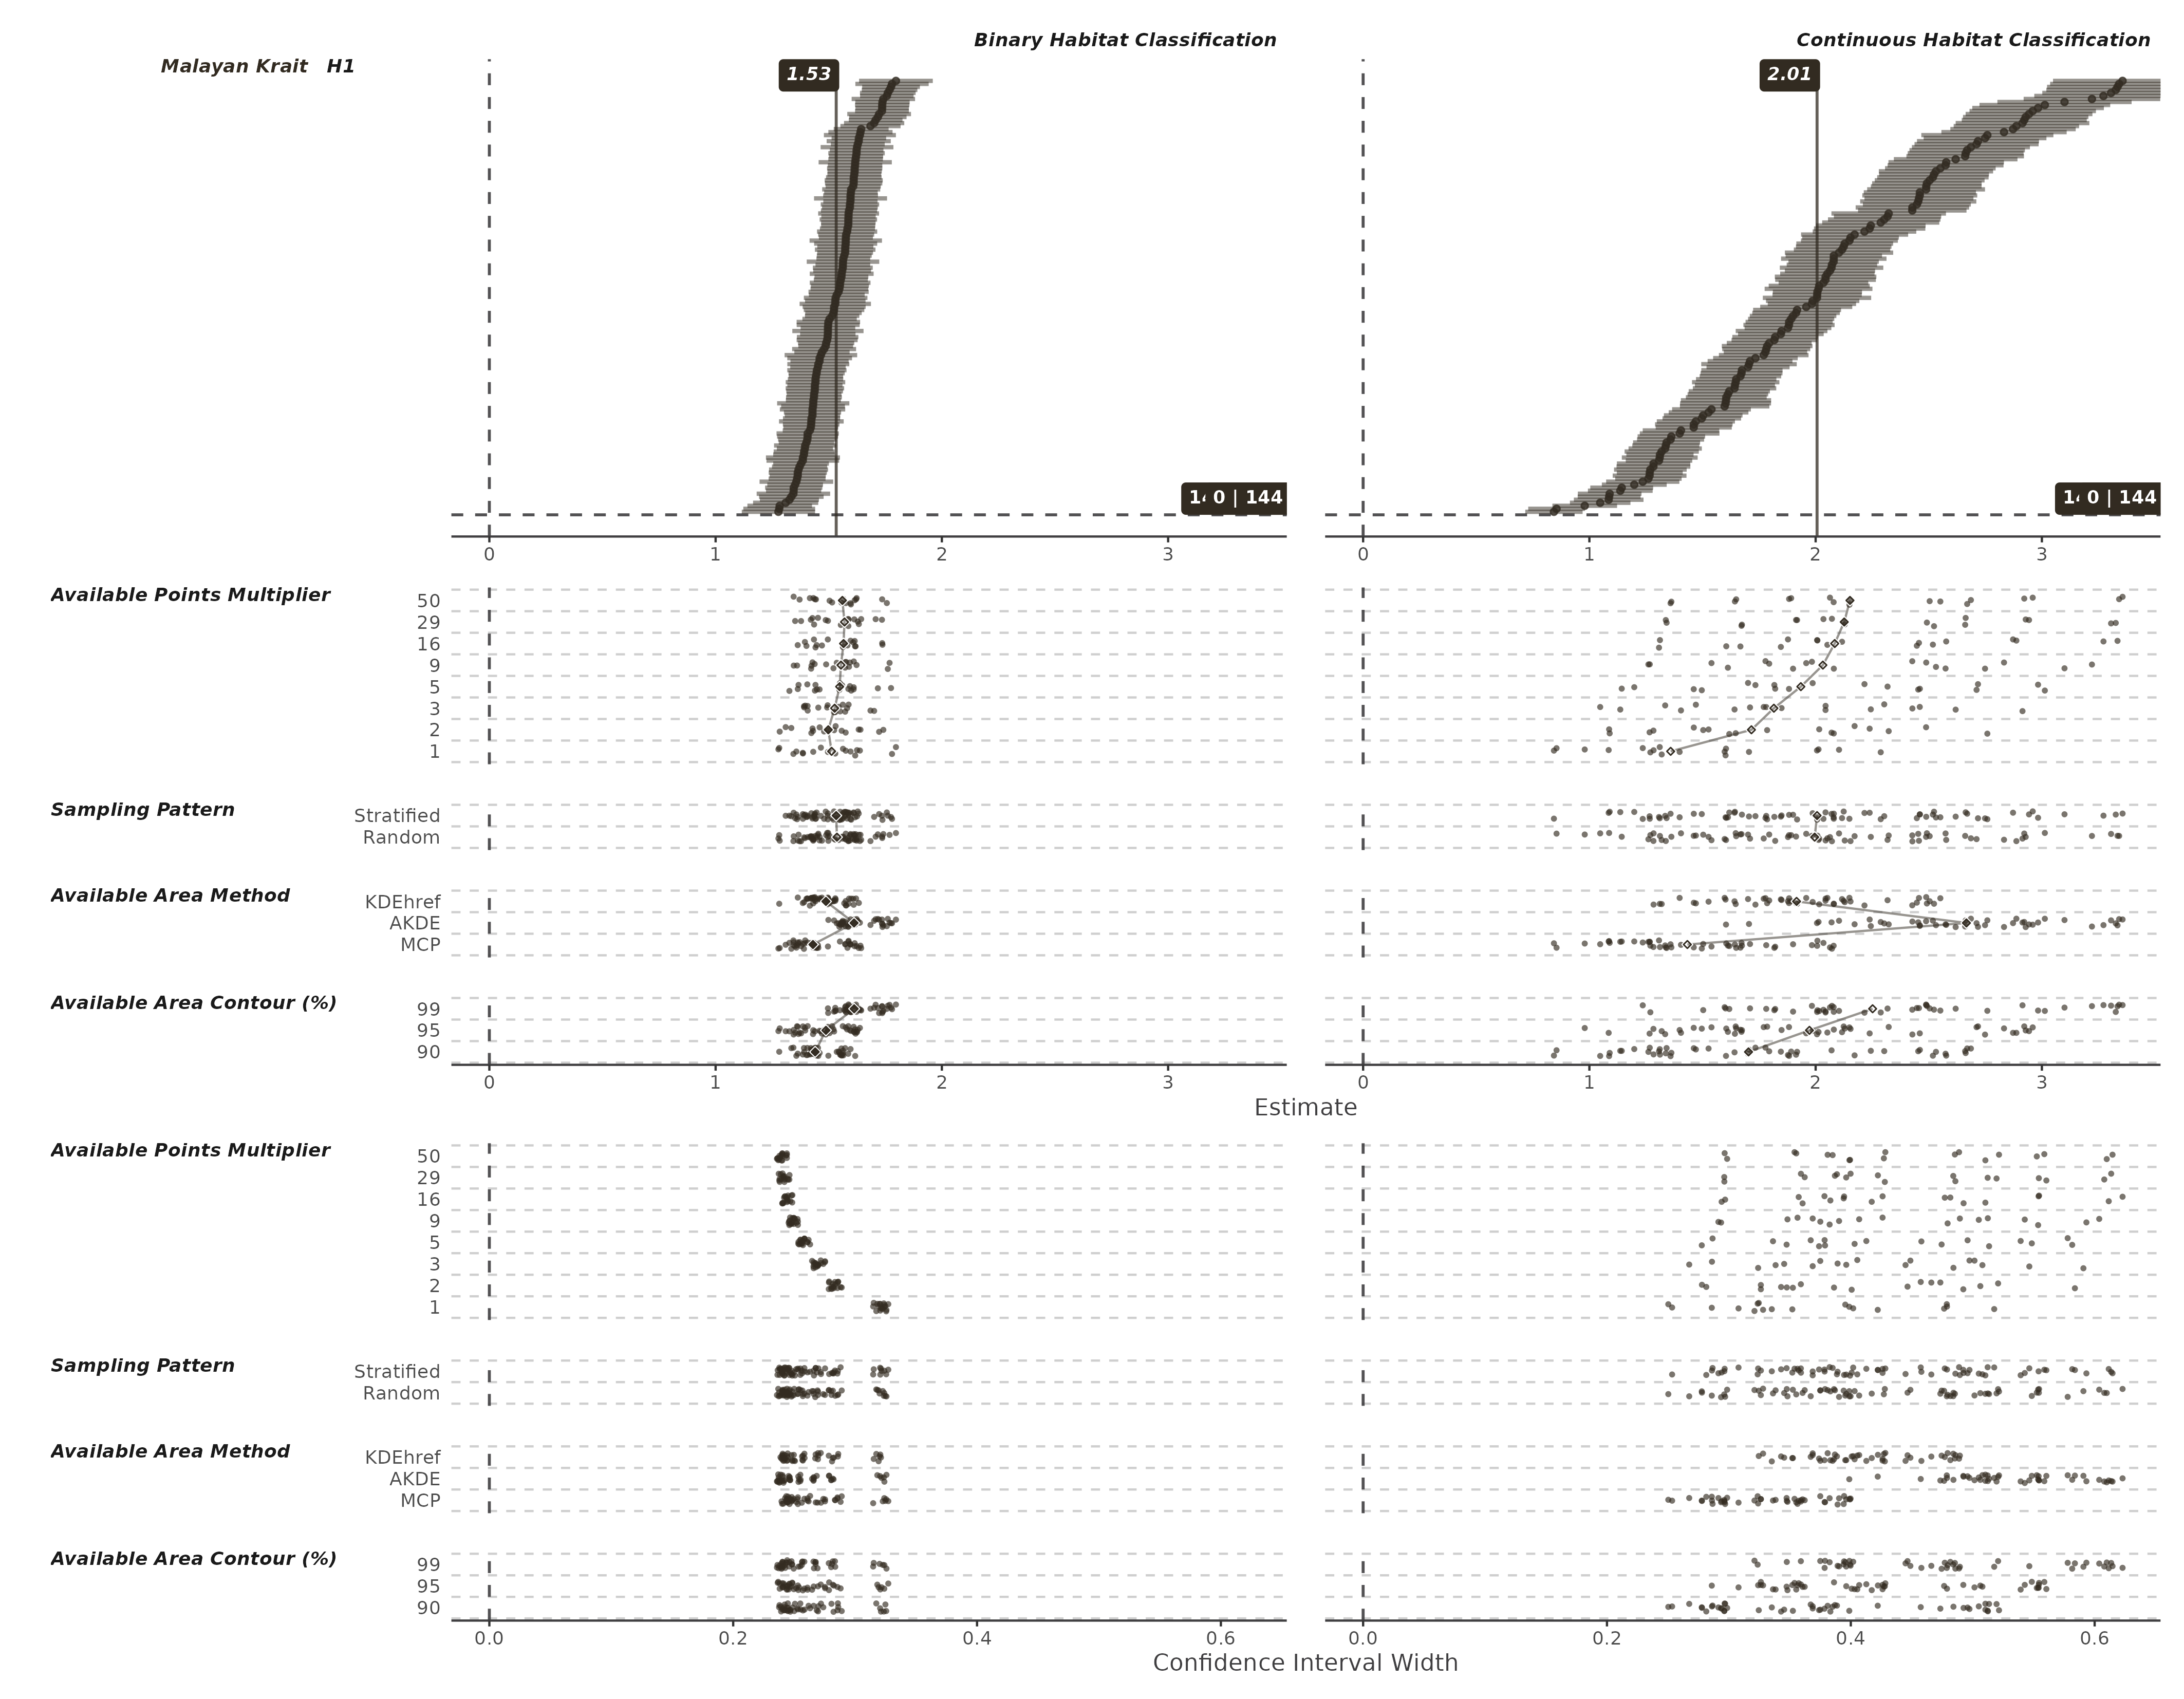 Binary Habitat Classification
Continuous Habitat Classification
Malayan Krait H1
1.53
2.01
0 | 144
0 | 144
0 1 2 3
0 1 2 3
Available Points Multiplier
50
29
16
9
5
3
2
1
Sampling Pattern
Stratified
Random
Available Area Method
KDEhref
AKDE
MCP
Available Area Contour (%)
99
95
90
0 1 2 3
0 1 2 3
Estimate
Available Points Multiplier
50
29
16
9
5
3
2
1
Sampling Pattern
Stratified
Random
Available Area Method
KDEhref
AKDE
MCP
Available Area Contour (%)
99
95
90
0.0 0.2 0.4 0.6
0.0 0.2 0.4 0.6
Confidence Interval Width